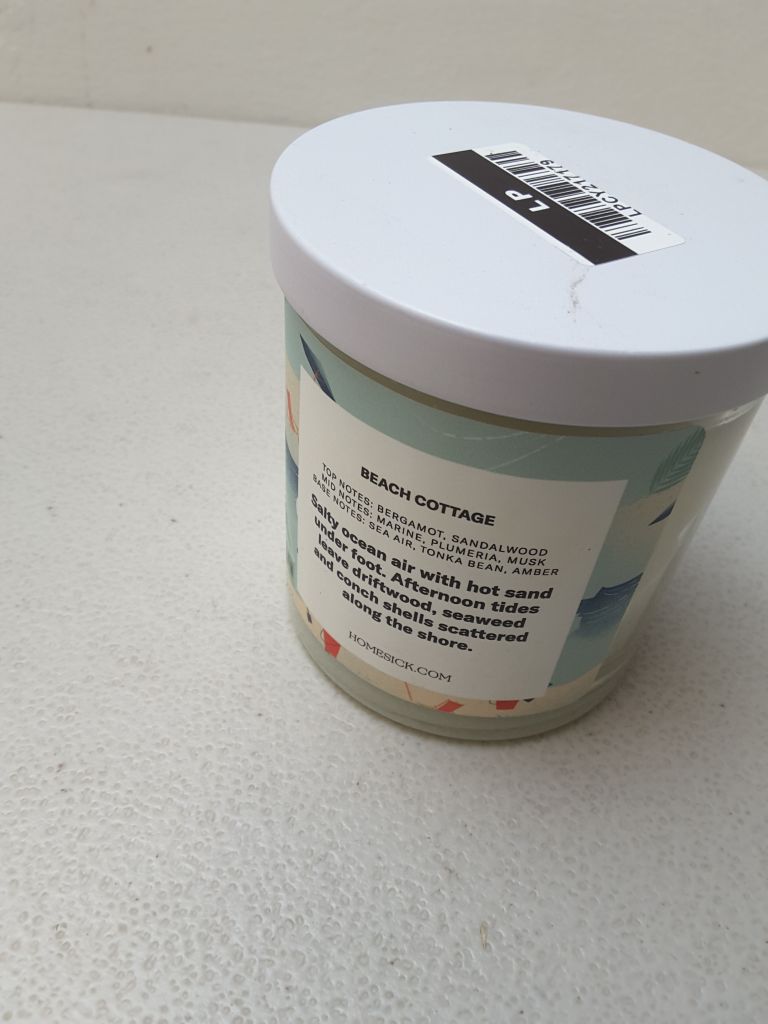 LP
LPCY217179
BEACH COTTAGE
TOP NOTES: BERGAMOT, SANDALWOOD
MID NOTES: MARINE, PLUMERIA, MUSK
BASE NOTES: SEA AIR, TONKA BEAN, AMBER
Salty ocean air with hot sand
under foot. Afternoon tides
leave driftwood, seaweed
and conch shells scattered
along the shore.
HOMESICK.COM